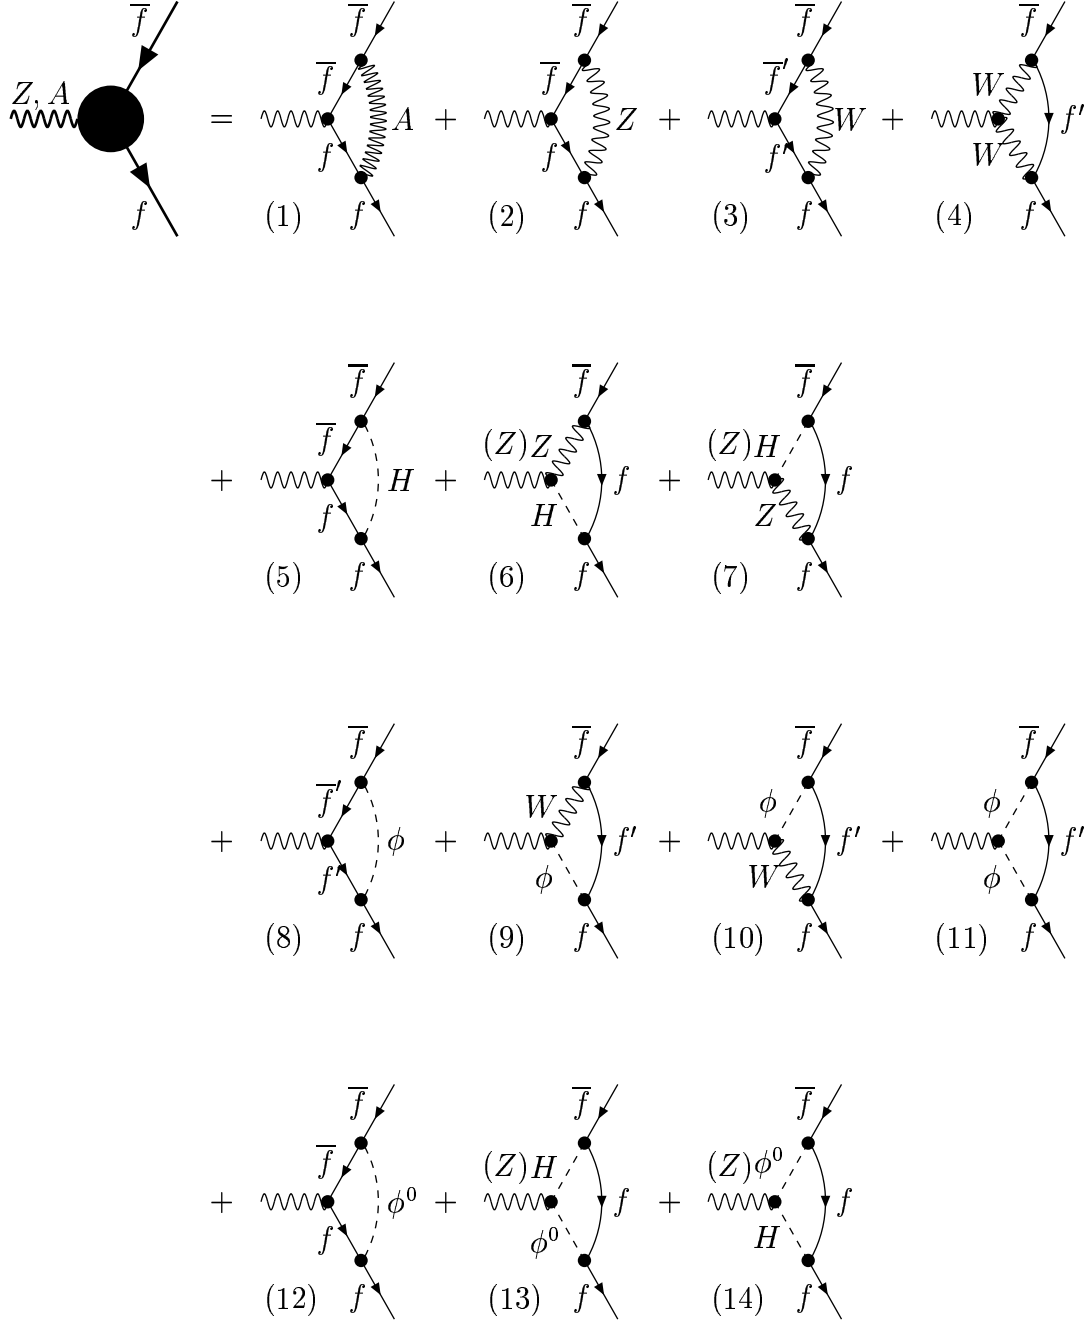 f̅ f̅ f̅ f̅ f̅
Z, A f̅ f̅ f̅′ W
= A + Z + W + f′
f f f′ W
f (1) f (2) f (3) f (4) f
f̅ f̅ f̅
f̅ (Z) Z (Z) H
+ H + f + f
f H Z
(5) f (6) f (7) f
f̅ f̅ f̅ f̅
f̅′ W ϕ ϕ
+ ϕ + f′ + f′ + f′
f′ ϕ W ϕ
(8) f (9) f (10) f (11) f
f̅ f̅ f̅
f̅ (Z) H (Z) ϕ⁰
+ ϕ⁰ + f + f
f ϕ⁰ H
(12) f (13) f (14) f